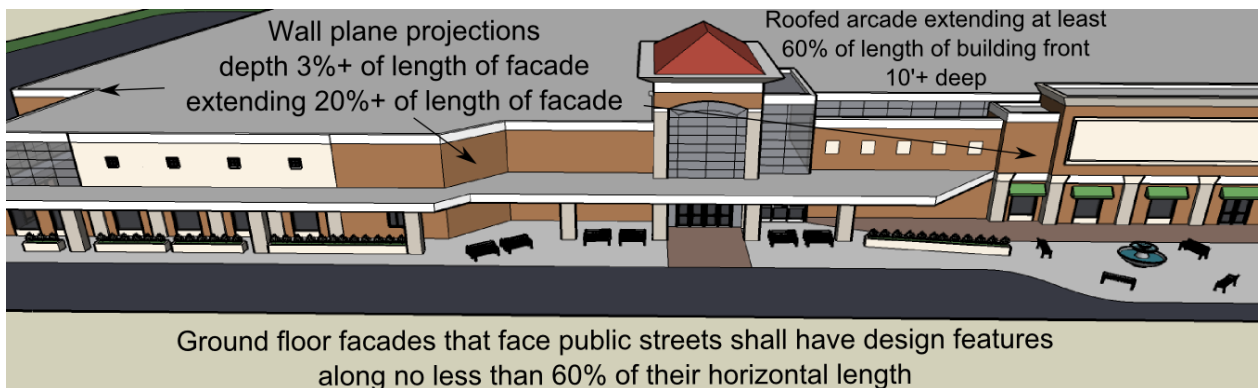 Wall plane projections
depth 3%+ of length of facade
extending 20%+ of length of facade
Roofed arcade extending at least
60% of length of building front
10'+ deep
Ground floor facades that face public streets shall have design features
along no less than 60% of their horizontal length